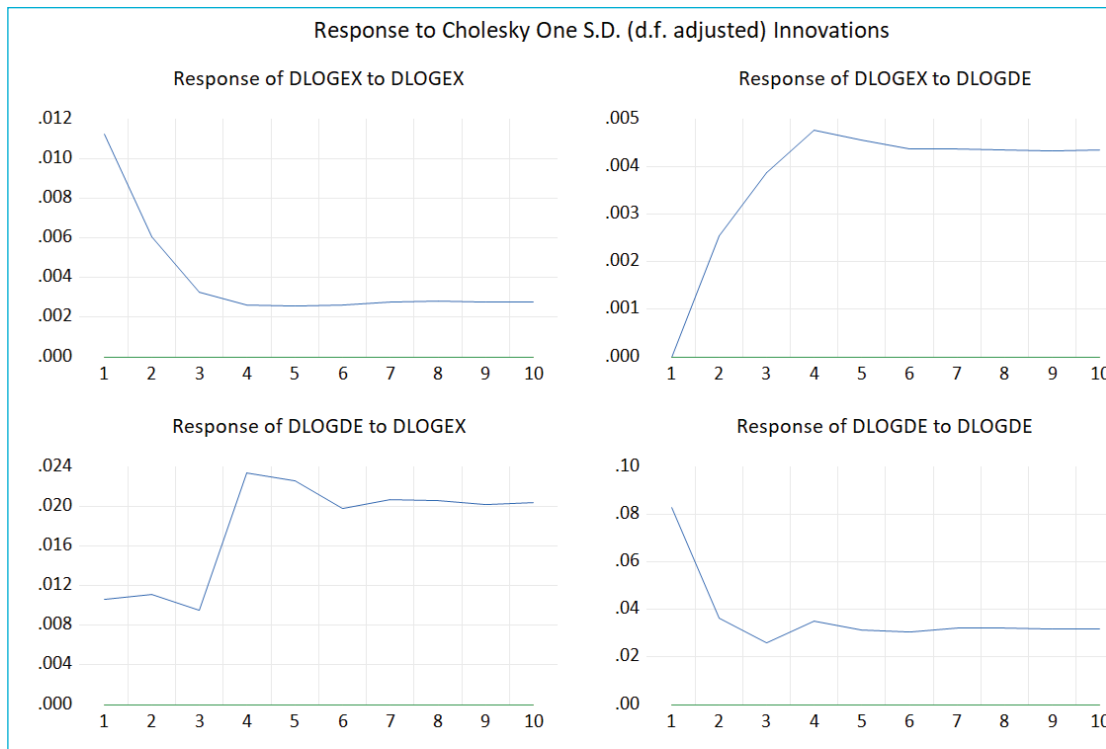 Response to Cholesky One S.D. (d.f. adjusted) Innovations
Response of DLOGEX to DLOGEX
.012
.010
.008
.006
.004
.002
.000
1 2 3 4 5 6 7 8 9 10
Response of DLOGEX to DLOGDE
.005
.004
.003
.002
.001
.000
1 2 3 4 5 6 7 8 9 10
Response of DLOGDE to DLOGEX
.024
.020
.016
.012
.008
.004
.000
1 2 3 4 5 6 7 8 9 10
Response of DLOGDE to DLOGDE
.10
.08
.06
.04
.02
.00
1 2 3 4 5 6 7 8 9 10